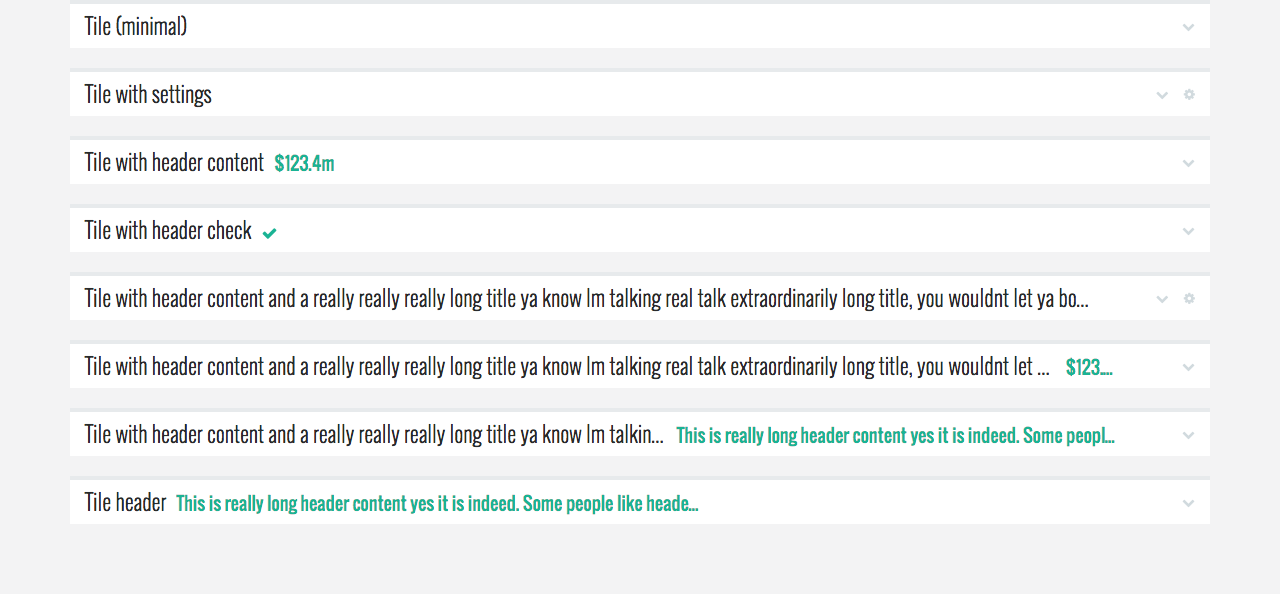 Tile (minimal)
Tile with settings
Tile with header content $123.4m
Tile with header check
Tile with header content and a really really really long title ya know Im talking real talk extraordinarily long title, you wouldnt let ya bo...
Tile with header content and a really really really long title ya know Im talking real talk extraordinarily long title, you wouldnt let ... $123....
Tile with header content and a really really really long title ya know Im talkin... This is really long header content yes it is indeed. Some peopl...
Tile header This is really long header content yes it is indeed. Some people like heade...